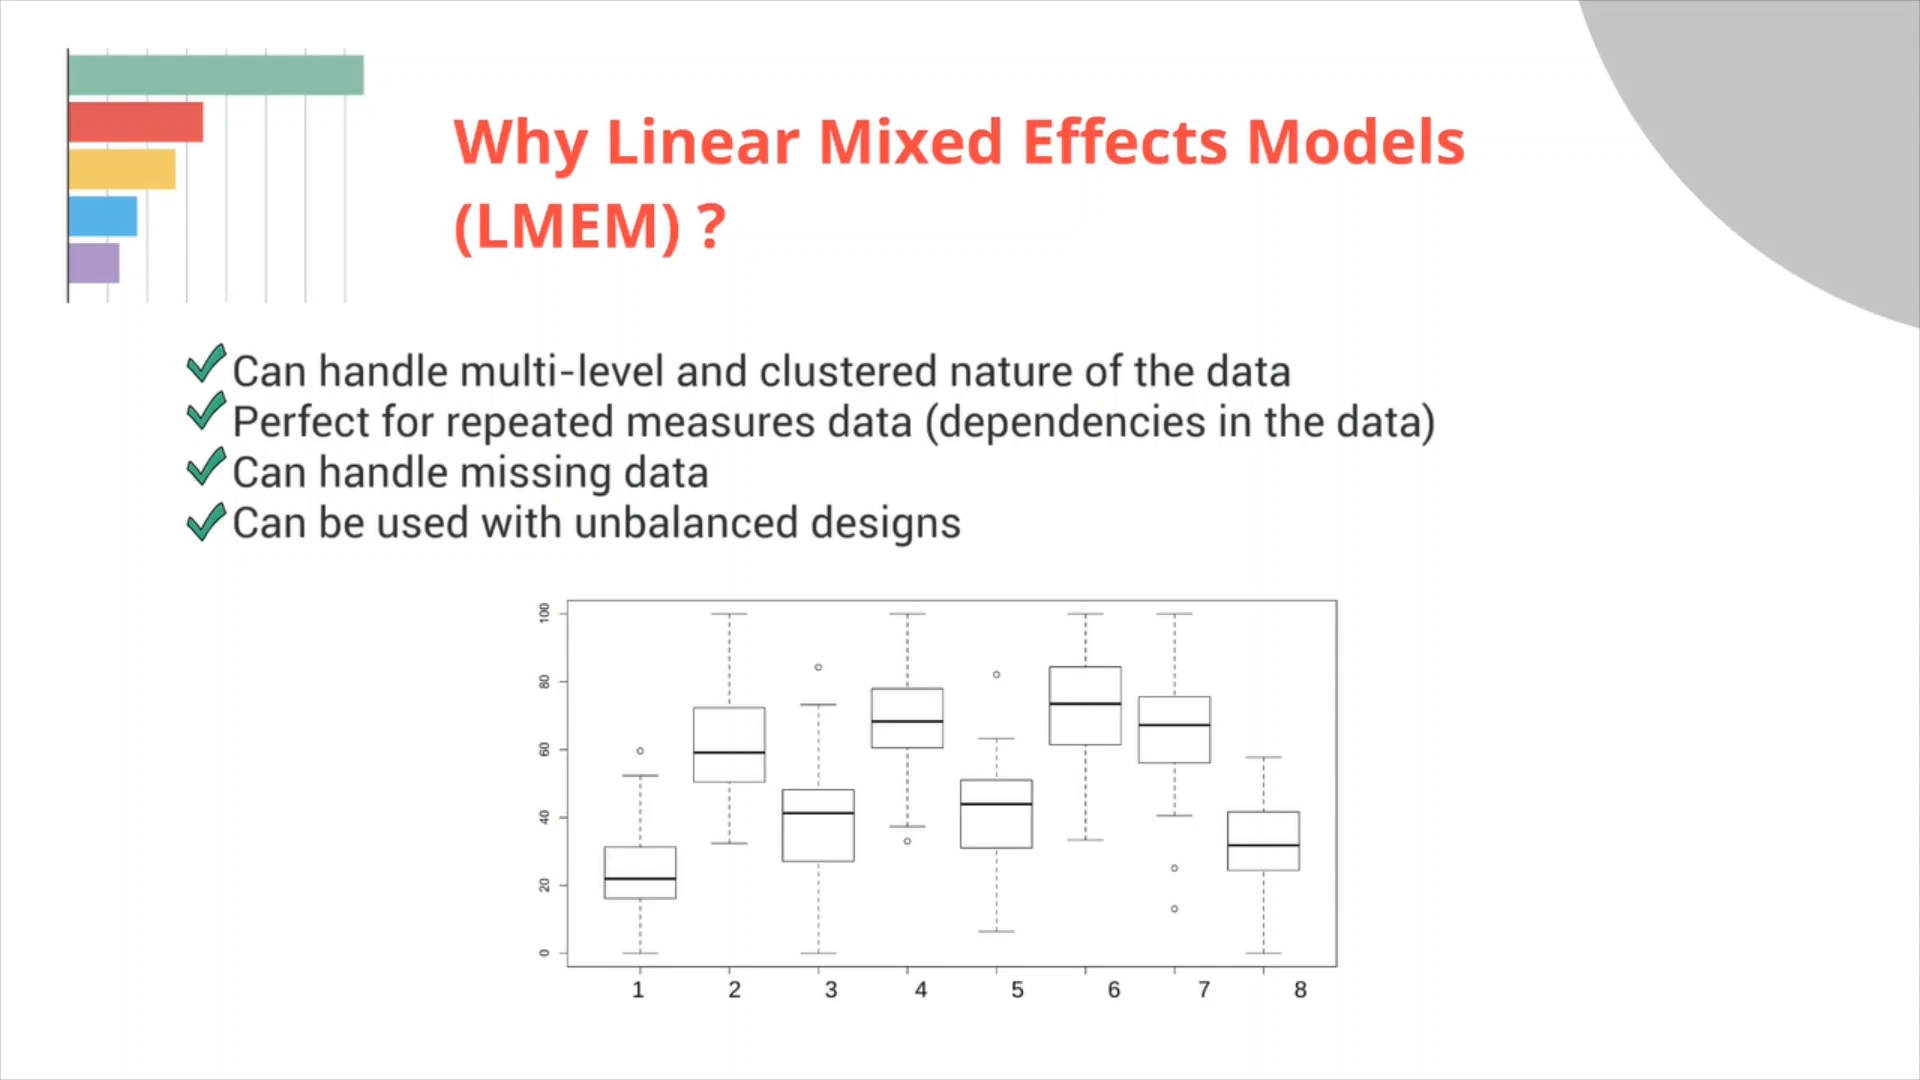 Why Linear Mixed Effects Models
(LMEM) ?
Can handle multi-level and clustered nature of the data
Perfect for repeated measures data (dependencies in the data)
Can handle missing data
Can be used with unbalanced designs
100
80
60
40
20
0
1 2 3 4 5 6 7 8